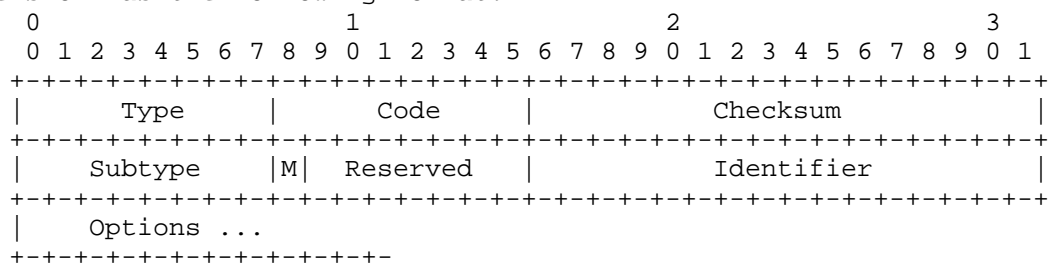 0                   1                   2                   3
0 1 2 3 4 5 6 7 8 9 0 1 2 3 4 5 6 7 8 9 0 1 2 3 4 5 6 7 8 9 0 1
+-+-+-+-+-+-+-+-+-+-+-+-+-+-+-+-+-+-+-+-+-+-+-+-+-+-+-+-+-+-+-+-+
|      Type     |      Code     |           Checksum            |
+-+-+-+-+-+-+-+-+-+-+-+-+-+-+-+-+-+-+-+-+-+-+-+-+-+-+-+-+-+-+-+-+
|    Subtype    |M|  Reserved   |           Identifier          |
+-+-+-+-+-+-+-+-+-+-+-+-+-+-+-+-+-+-+-+-+-+-+-+-+-+-+-+-+-+-+-+-+
|    Options ...
+-+-+-+-+-+-+-+-+-+-+-+-